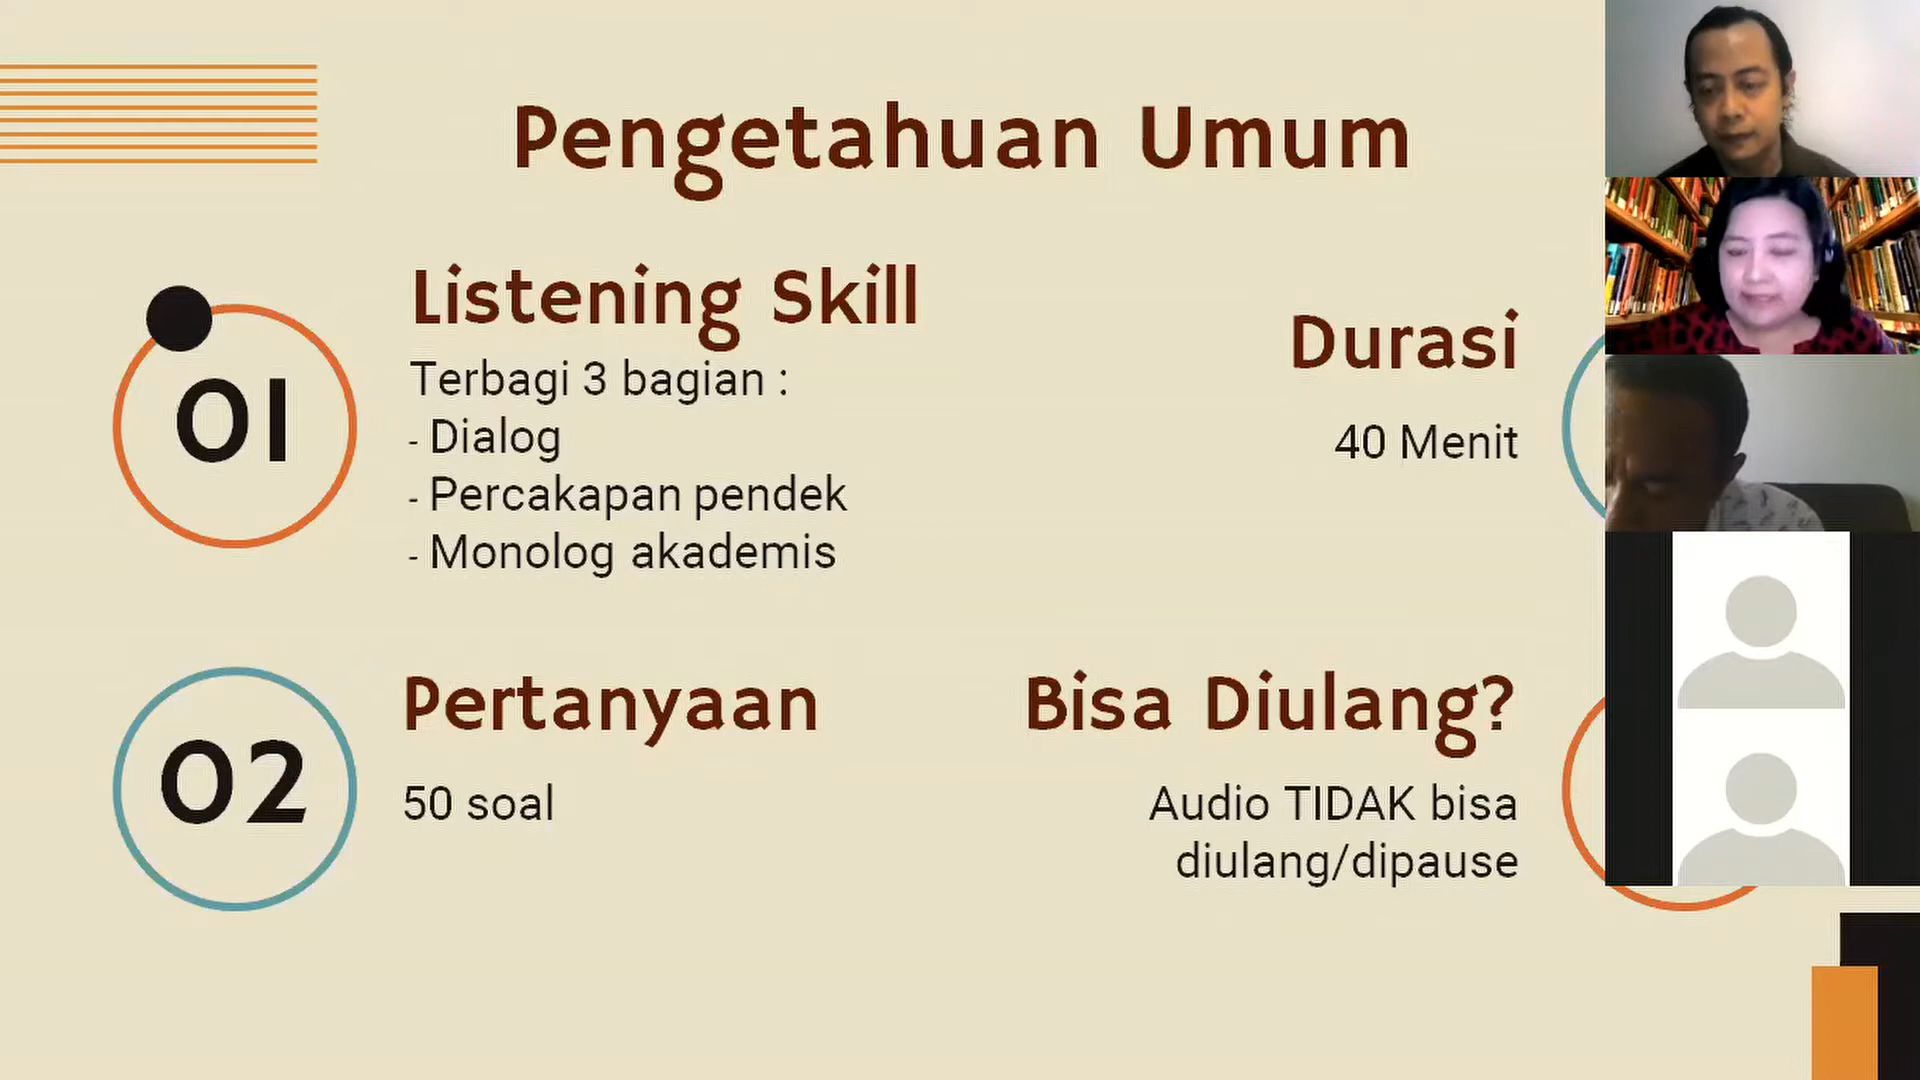 Pengetahuan Umum
01
Listening Skill
Terbagi 3 bagian :
- Dialog
- Percakapan pendek
- Monolog akademis
Durasi
40 Menit
02
Pertanyaan
50 soal
Bisa Diulang?
Audio TIDAK bisa
diulang/dipause